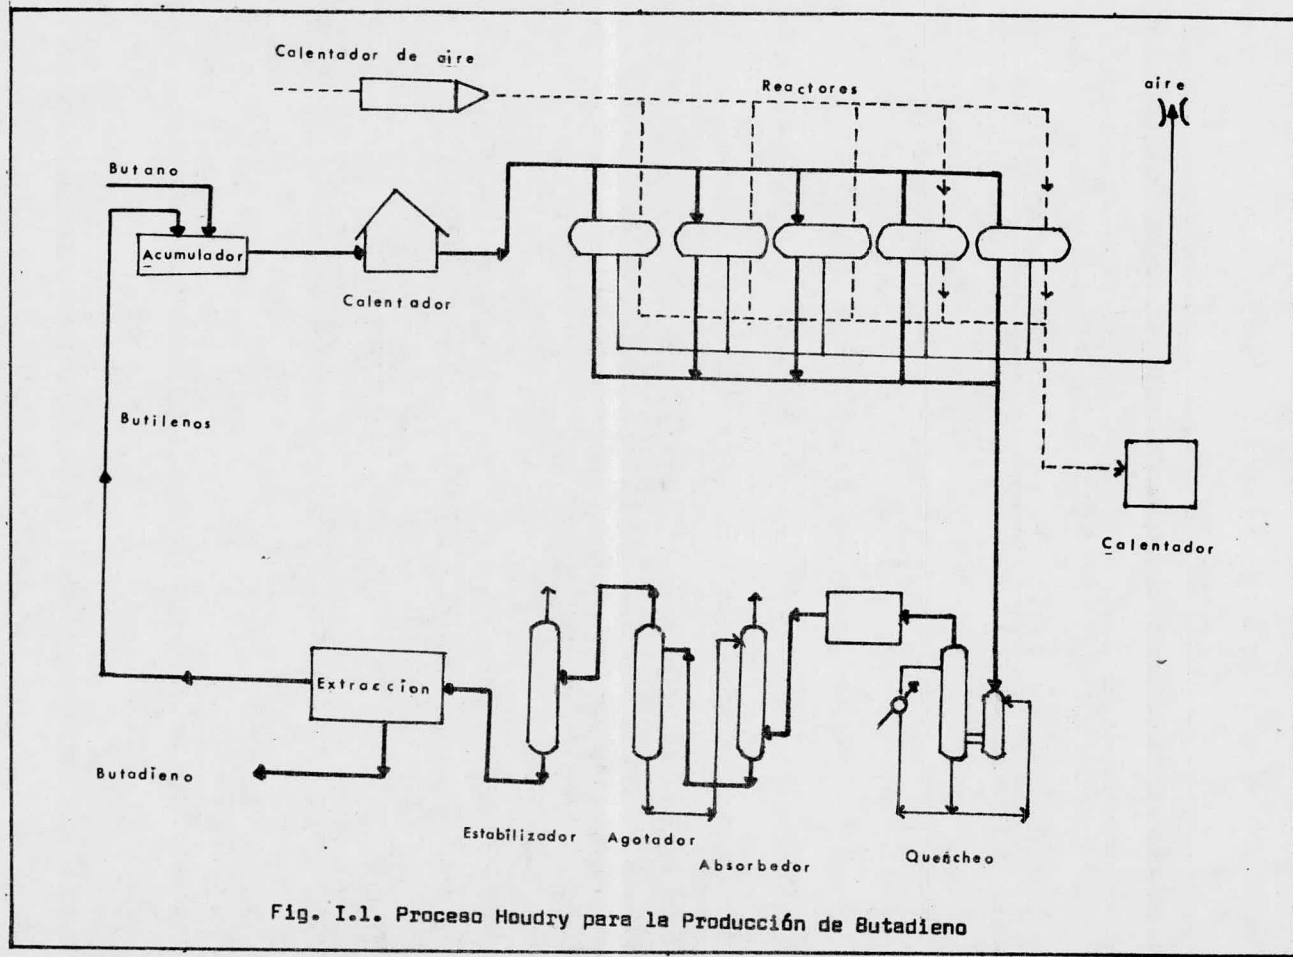 Calentador de aire
Reactores
aire
Butano
Acumulador
Calentador
Butilenos
Calentador
Extraccion
Butadieno
Estabilizador
Agotador
Absorbedor
Quencheo
Fig. I.1. Proceso Houdry para la Producción de Butadieno